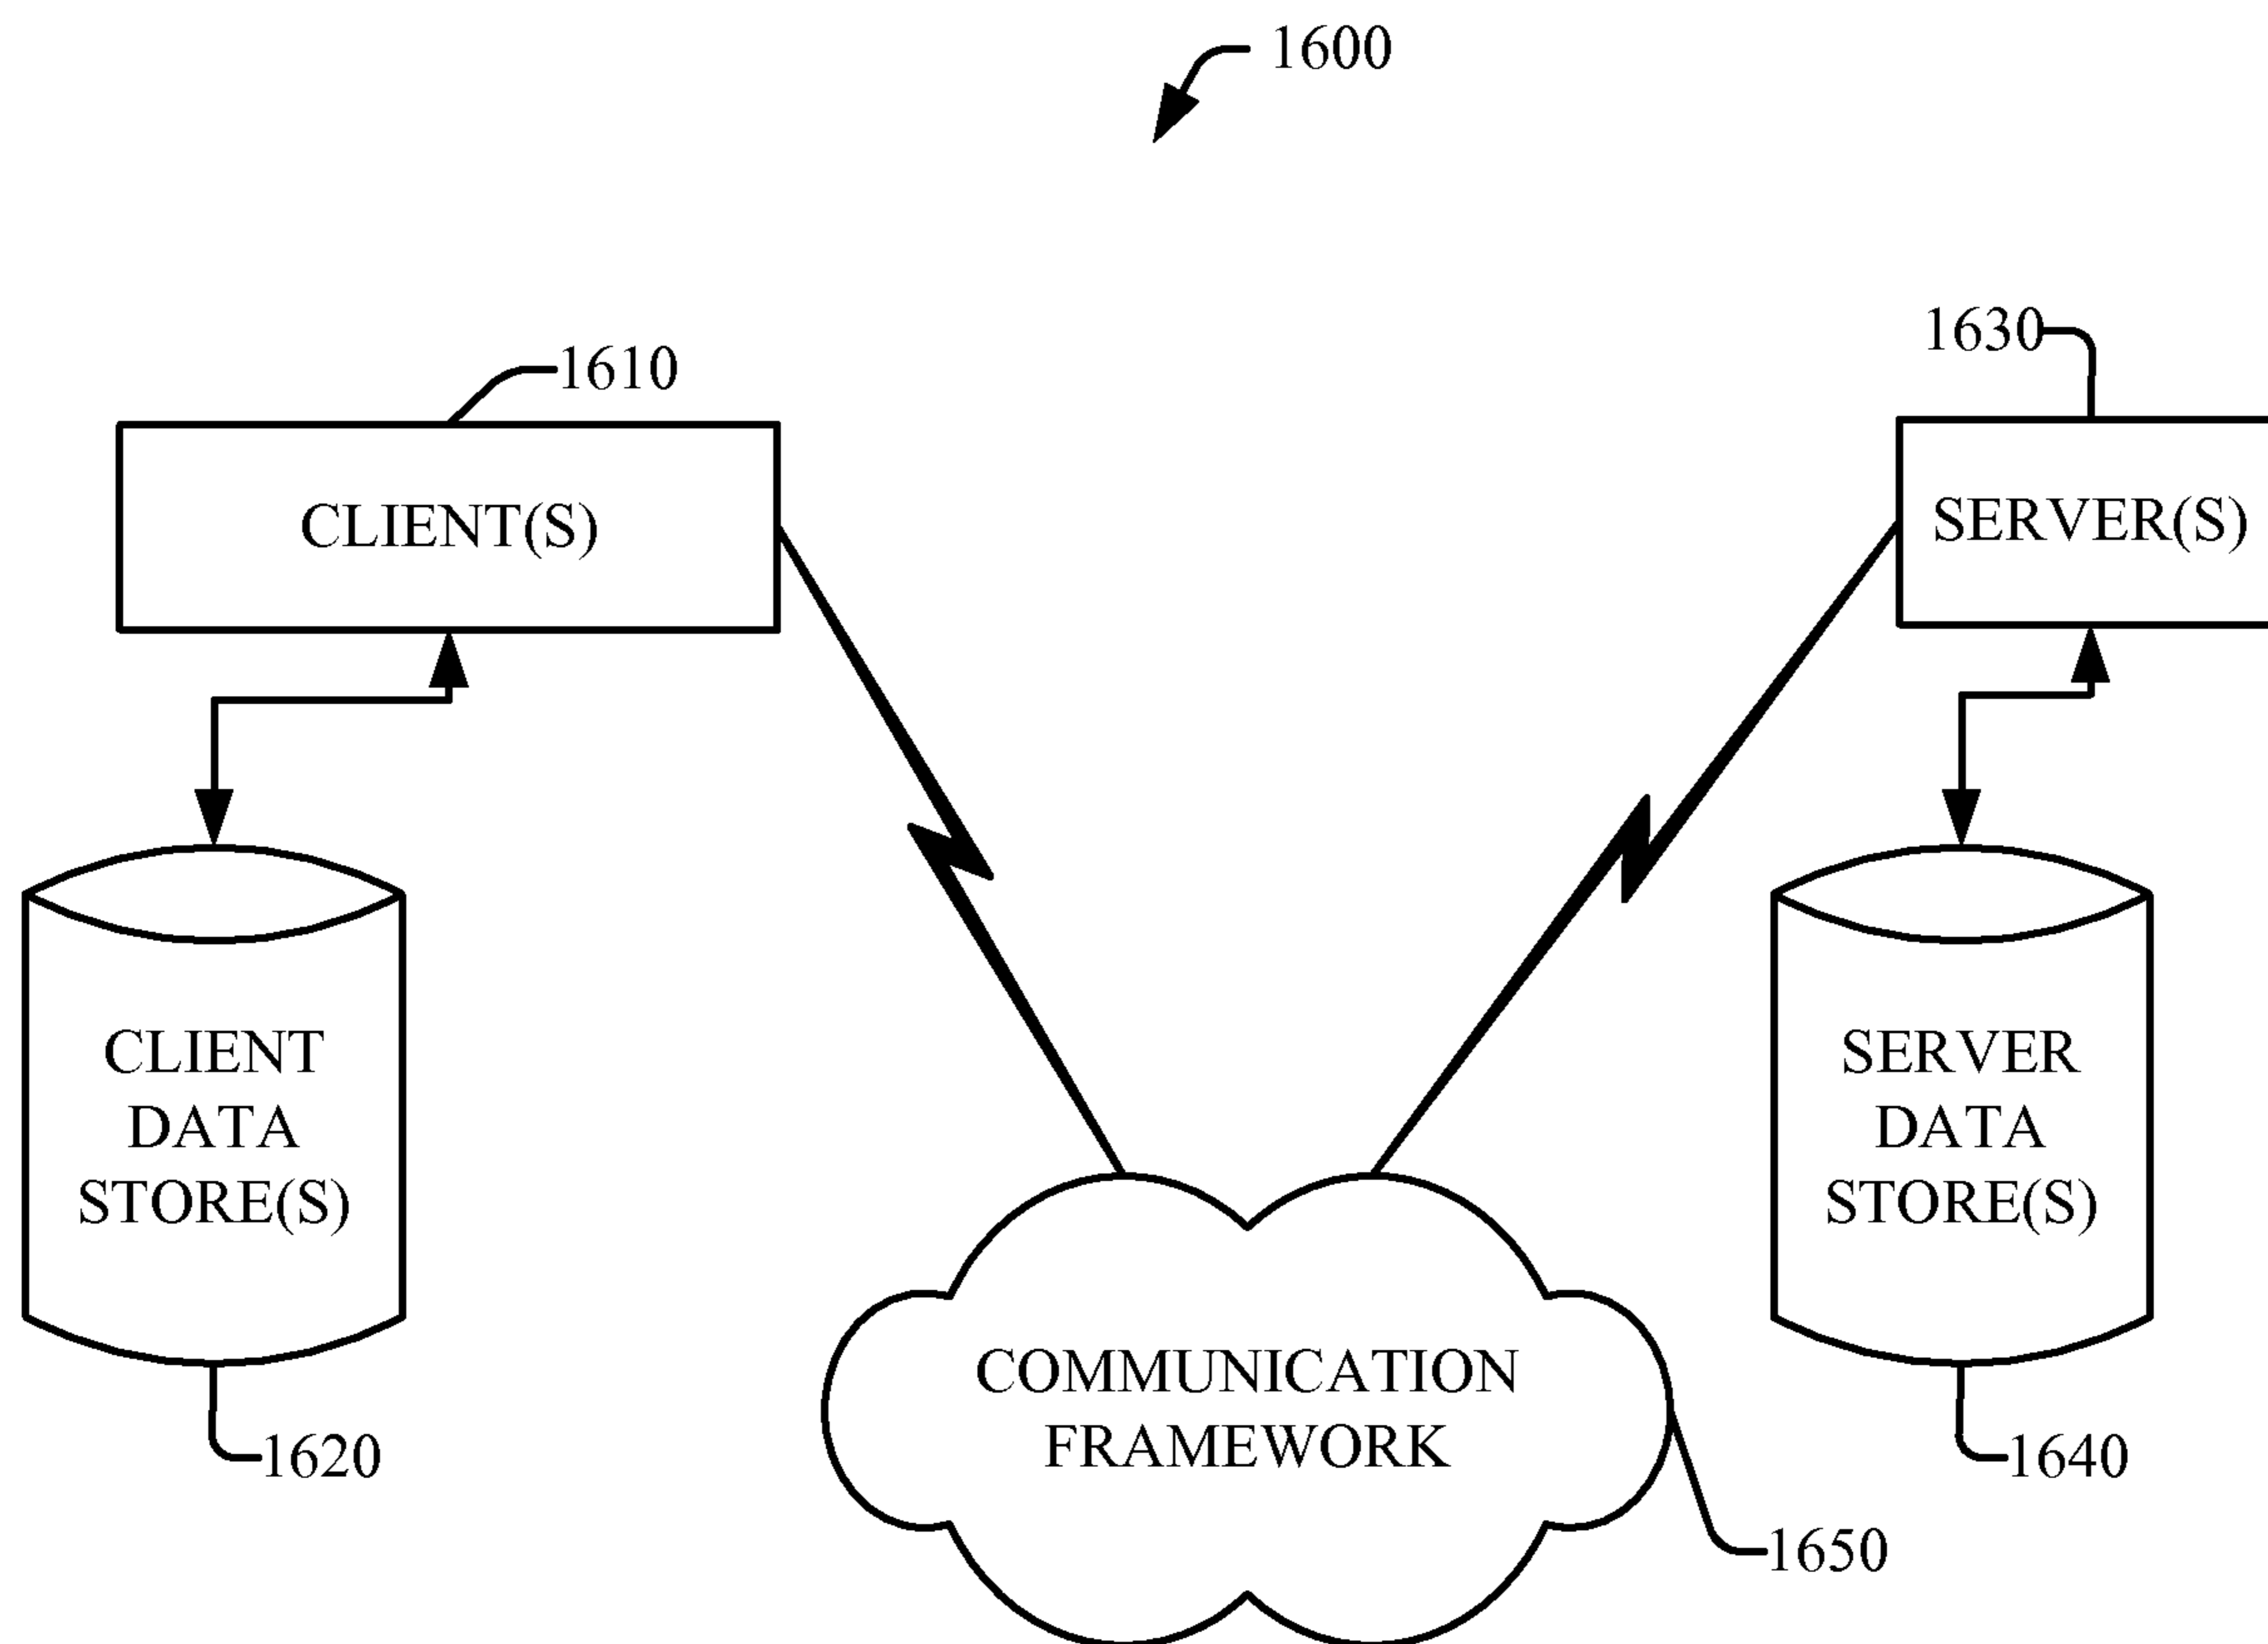 1600
1610
1630
CLIENT(S)
SERVER(S)
CLIENT
DATA
STORE(S)
SERVER
DATA
STORE(S)
COMMUNICATION
FRAMEWORK
1620
1640
1650